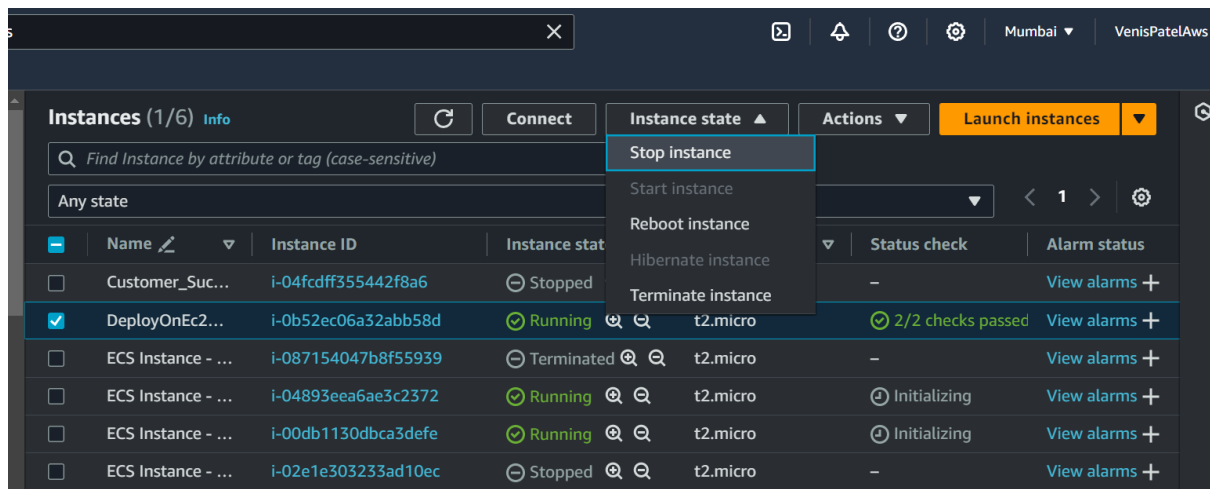 s
Mumbai ▼ VenisPatelAws
Instances (1/6) Info
Connect
Instance state ▲
Actions ▼
Launch instances ▼
Find Instance by attribute or tag (case-sensitive)
Stop instance
Start instance
Reboot instance
Hibernate instance
Terminate instance
Any state
1
Name Instance ID Instance stat Status check Alarm status
Customer_Suc... i-04fcdff355442f8a6 Stopped – View alarms +
DeployOnEc2... i-0b52ec06a32abb58d Running t2.micro 2/2 checks passed View alarms +
ECS Instance - ... i-087154047b8f55939 Terminated t2.micro – View alarms +
ECS Instance - ... i-04893eea6ae3c2372 Running t2.micro Initializing View alarms +
ECS Instance - ... i-00db1130dbca3defe Running t2.micro Initializing View alarms +
ECS Instance - ... i-02e1e303233ad10ec Stopped t2.micro – View alarms +